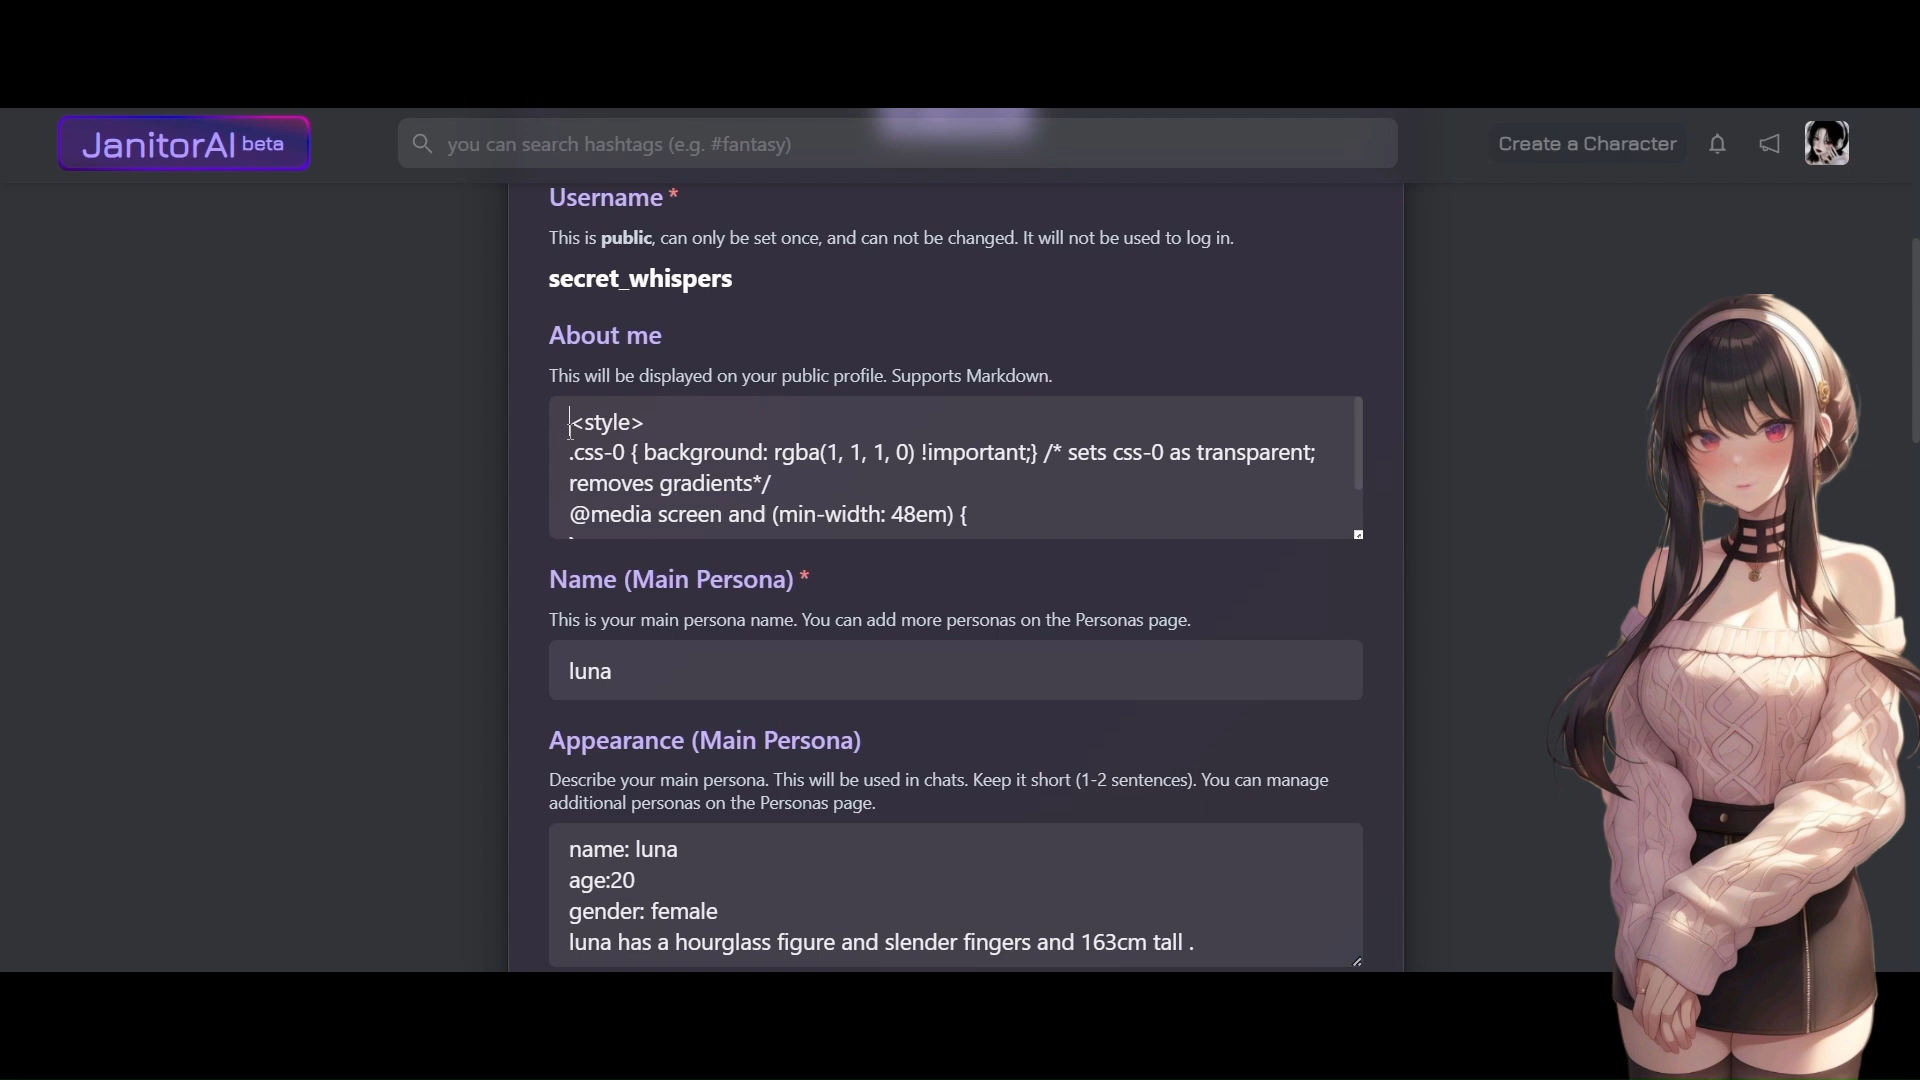 JanitorAI beta
you can search hashtags (e.g. #fantasy)
Create a Character
Username *
This is public, can only be set once, and can not be changed. It will not be used to log in.
secret_whispers
About me
This will be displayed on your public profile. Supports Markdown.
<style>
.css-0 { background: rgba(1, 1, 1, 0) !important;} /* sets css-0 as transparent;
removes gradients*/
@media screen and (min-width: 48em) {
Name (Main Persona) *
This is your main persona name. You can add more personas on the Personas page.
luna
Appearance (Main Persona)
Describe your main persona. This will be used in chats. Keep it short (1-2 sentences). You can manage
additional personas on the Personas page.
name: luna
age:20
gender: female
luna has a hourglass figure and slender fingers and 163cm tall .